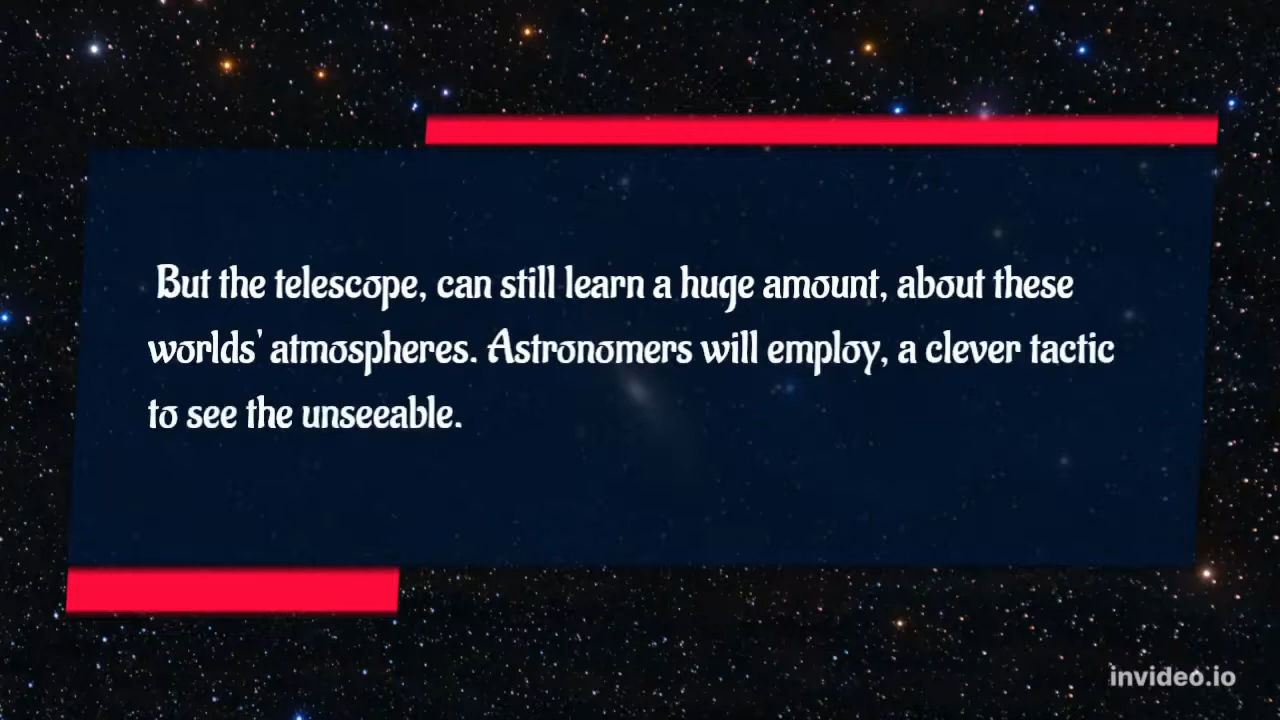 But the telescope, can still learn a huge amount, about these
worlds' atmospheres. Astronomers will employ, a clever tactic
to see the unseeable.
invideo.io